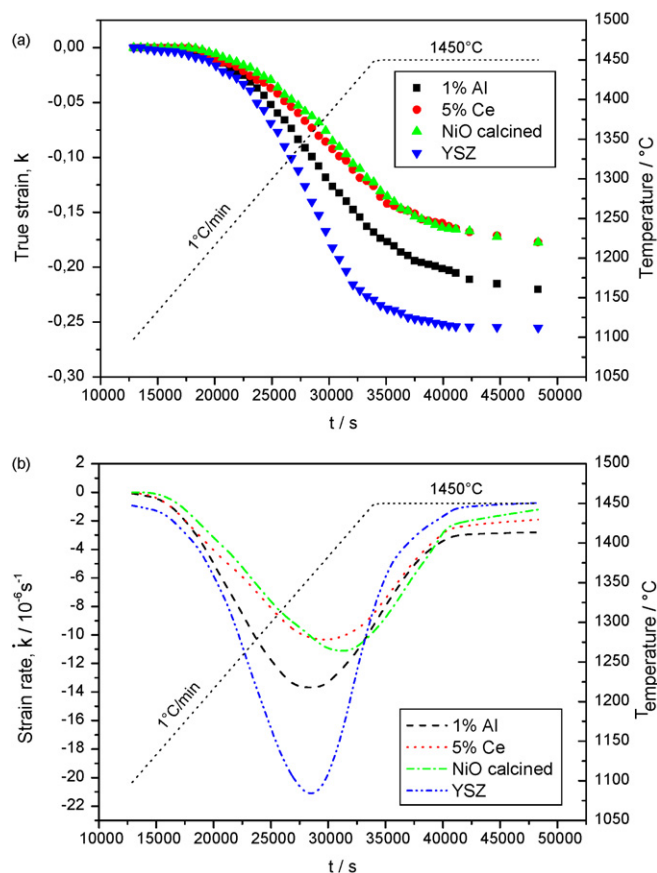 (a)
0,00
-0,05
-0,10
-0,15
-0,20
-0,25
-0,30
True strain, k
1500
1450
1400
1350
1300
1250
1200
1150
1100
1050
Temperature / °C
1450°C
1°C/min
1% Al
5% Ce
NiO calcined
YSZ
10000 15000 20000 25000 30000 35000 40000 45000 50000
t / s
(b)
2
0
-2
-4
-6
-8
-10
-12
-14
-16
-18
-20
-22
Strain rate, k̇ / 10⁻⁶s⁻¹
1500
1450
1400
1350
1300
1250
1200
1150
1100
1050
Temperature / °C
1450°C
1°C/min
1% Al
5% Ce
NiO calcined
YSZ
10000 15000 20000 25000 30000 35000 40000 45000 50000
t / s